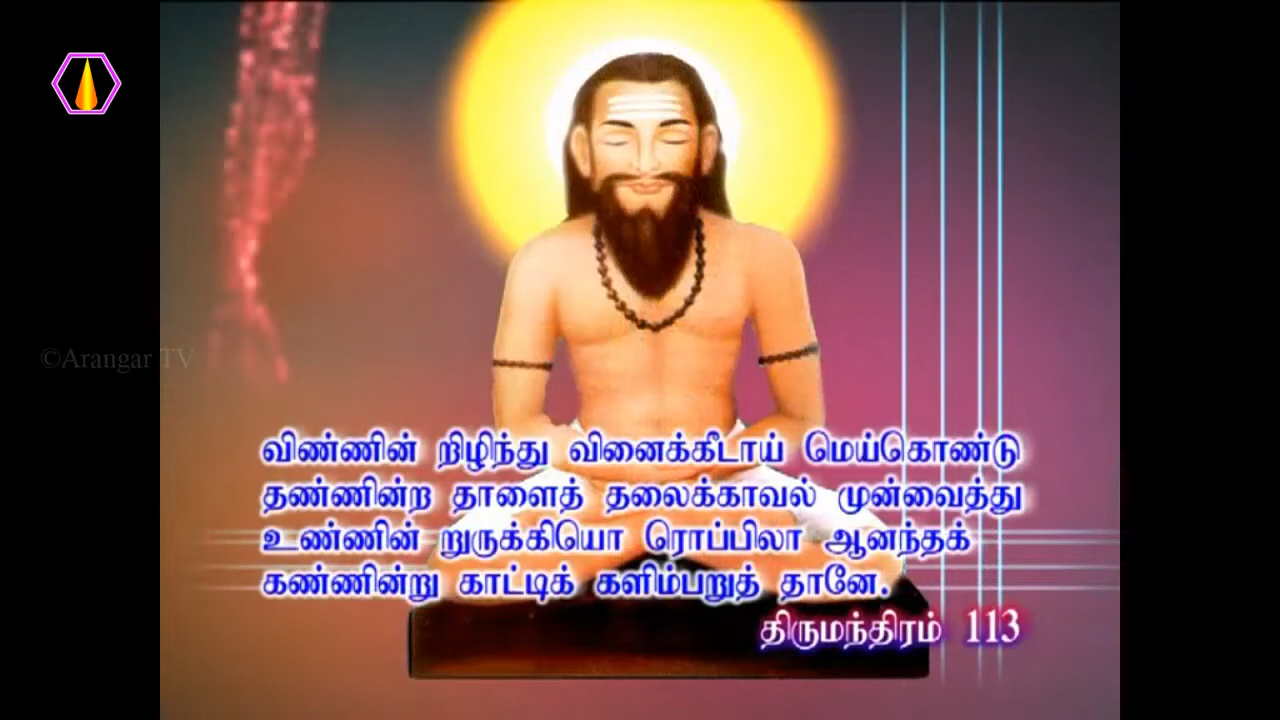 ©Arangar TV
விண்ணின் றிழிந்து வினைக்கீடாய் மெய்கொண்டு
தண்ணின்ற தாளைத் தலைக்காவல் முன்வைத்து
உண்ணின் றுருக்கியொ ரொப்பிலா ஆனந்தக்
கண்ணின்று காட்டிக் களிம்பறுத் தானே.
திருமந்திரம் 113